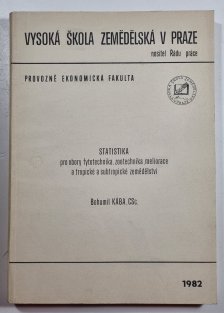 VYSOKÁ ŠKOLA ZEMĚDĚLSKÁ V PRAZE
nositel Řádu práce
PROVOZNĚ EKONOMICKÁ FAKULTA
STATISTIKA
pro obory fytotechnika, zootechnika, meliorace
a tropické a subtropické zemědělství
Bohumil KÁBA, CSc.
1982